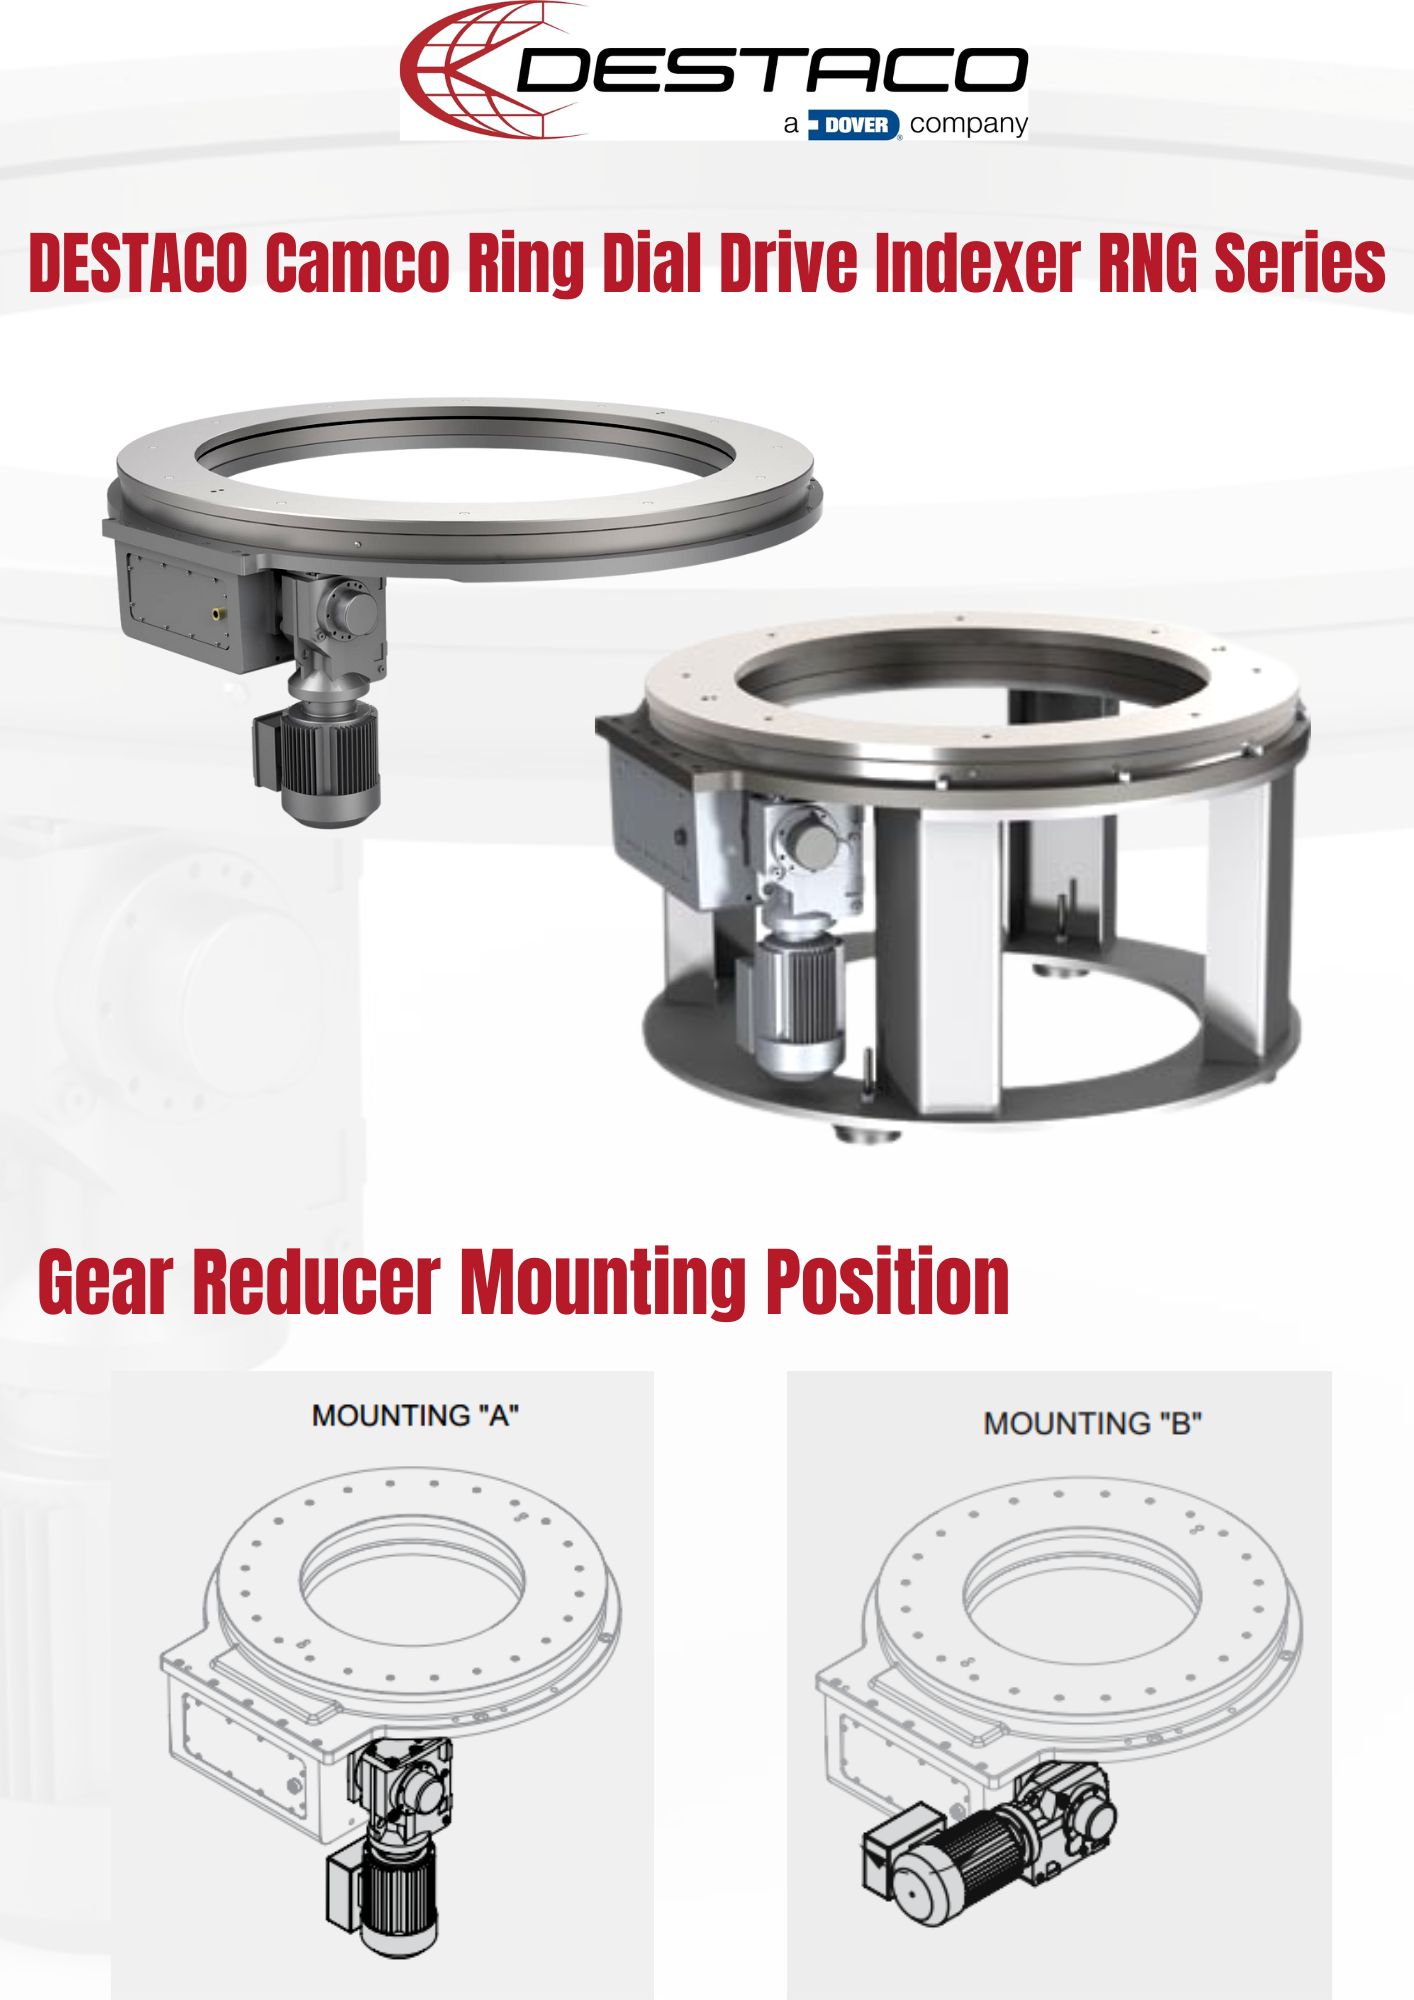 DESTACO
a DOVER® company
DESTACO Camco Ring Dial Drive Indexer RNG Series
Gear Reducer Mounting Position
MOUNTING "A"
MOUNTING "B"